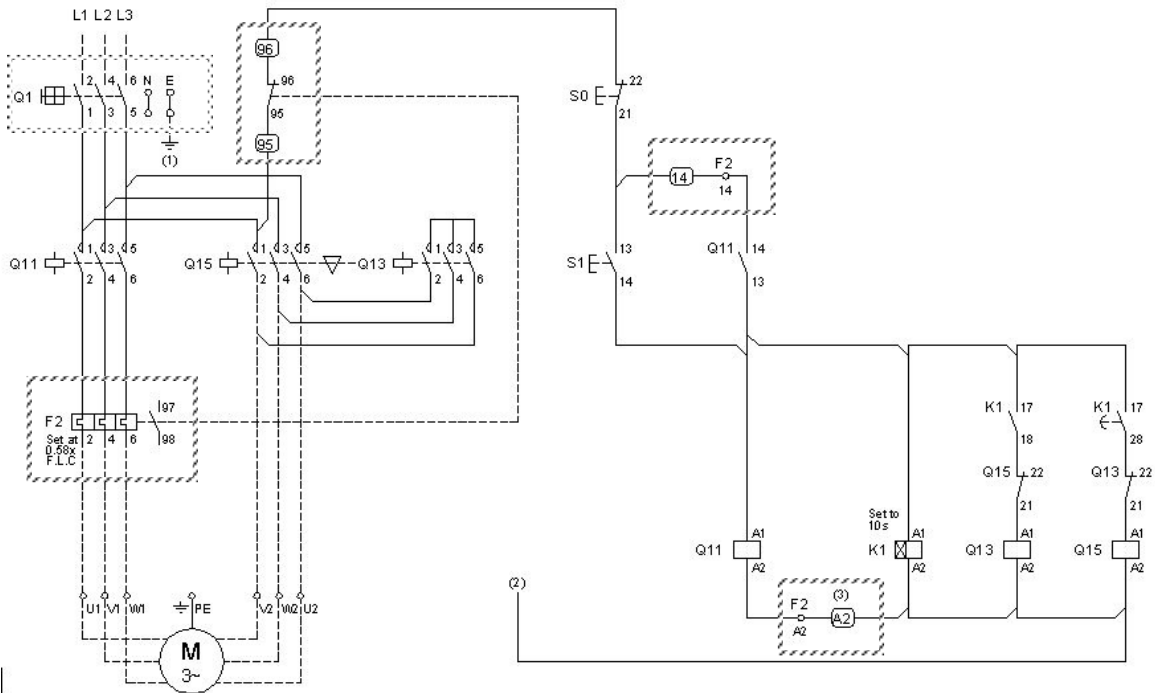 L1 L2 L3
96
2 4 6 N E
96
22
Q1
S0
1 3 5
95
21
95
(1)
F2
14
14
1 3 5
1 3 5
1 3 5
13
Q11
14
Q11
Q15
Q13
S1
2 4 6
2 4 6
2 4 6
14
13
97
K1 17
K1 17
F2
2 4 6
98
18
28
Set at
0.58x
F.L.C
Q15 22
Q13 22
21
21
Set to
10s
A1
A1
A1
A1
Q11
K1
Q13
Q15
A2
A2
A2
A2
(2)
(3)
U1 V1 W1
PE
V2 W2 U2
F2
A2
A2
M
3~